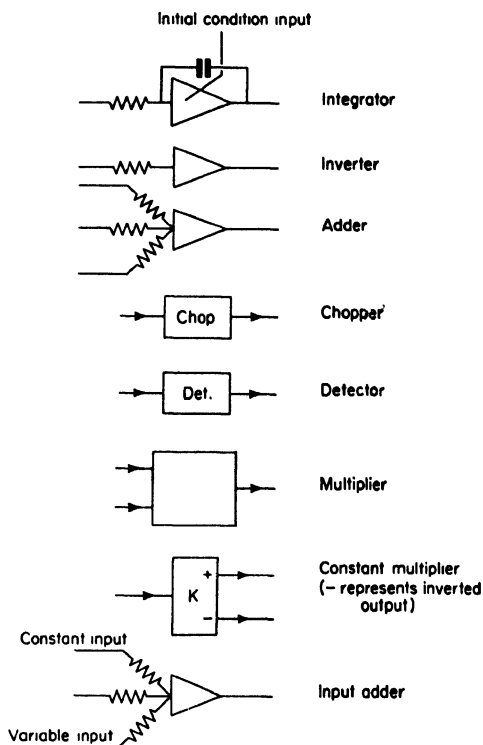 Initial condition input
Integrator
Inverter
Adder
Chop
Chopper'
Det.
Detector
Multiplier
K
+
−
Constant multiplier
(− represents inverted
output)
Constant input
Input adder
Variable input